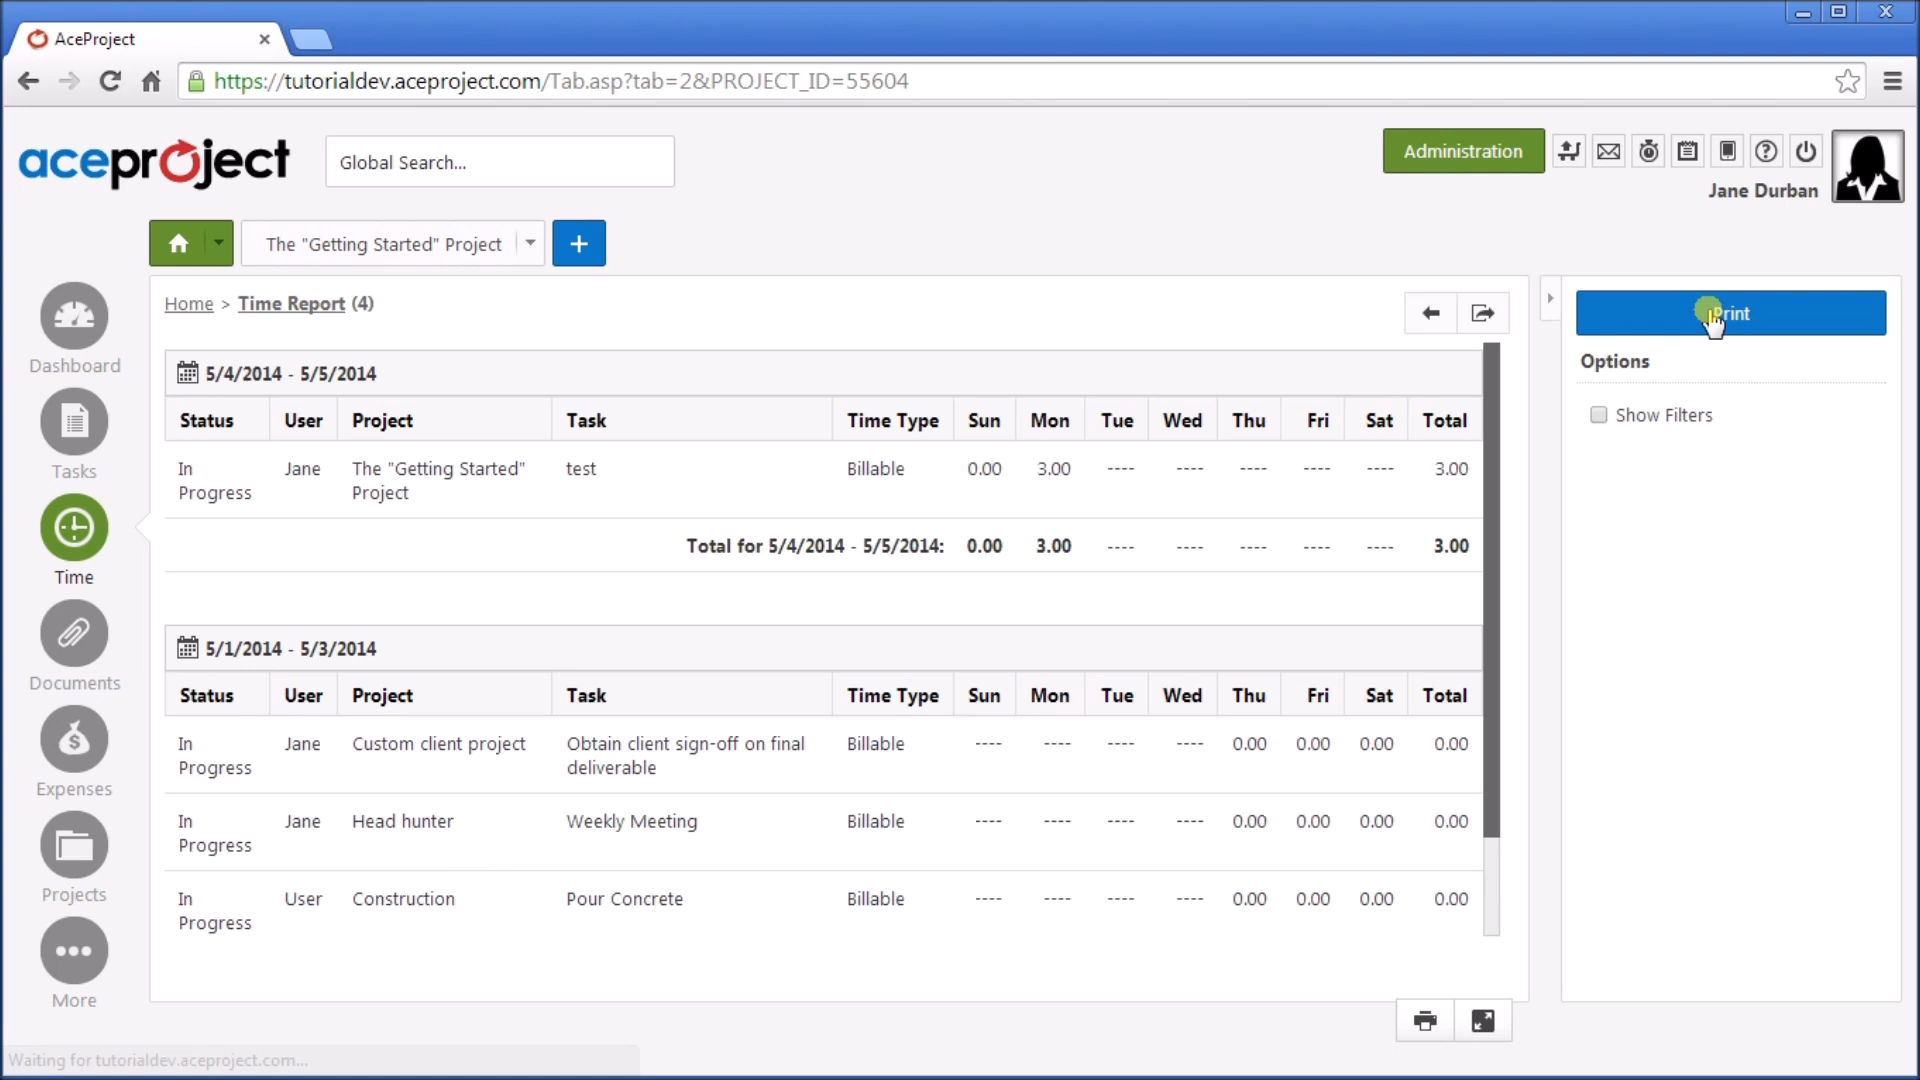 AceProject
https://tutorialdev.aceproject.com/Tab.asp?tab=2&PROJECT_ID=55604
aceproject
Global Search...
Administration
Jane Durban
The "Getting Started" Project
Home > Time Report (4)
Print
Options
Show Filters
Dashboard
Tasks
Time
Documents
Expenses
Projects
More
5/4/2014 - 5/5/2014
Status User Project Task Time Type Sun Mon Tue Wed Thu Fri Sat Total
In Jane The "Getting Started" test Billable 0.00 3.00 ---- ---- ---- ---- ---- 3.00
Progress Project
Total for 5/4/2014 - 5/5/2014: 0.00 3.00 ---- ---- ---- ---- ---- 3.00
5/1/2014 - 5/3/2014
Status User Project Task Time Type Sun Mon Tue Wed Thu Fri Sat Total
In Jane Custom client project Obtain client sign-off on final Billable ---- ---- ---- ---- 0.00 0.00 0.00 0.00
Progress deliverable
In Jane Head hunter Weekly Meeting Billable ---- ---- ---- ---- 0.00 0.00 0.00 0.00
Progress
In User Construction Pour Concrete Billable ---- ---- ---- ---- 0.00 0.00 0.00 0.00
Progress
Waiting for tutorialdev.aceproject.com...